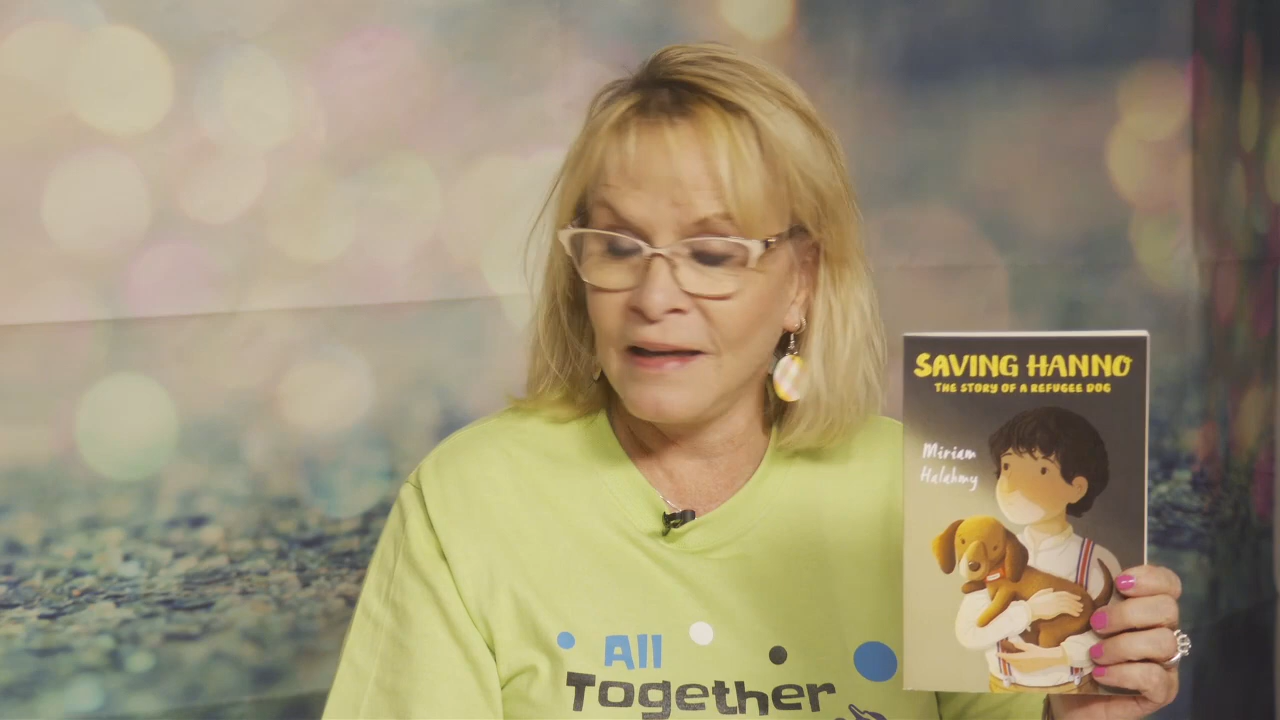 SAVING HANNO
THE STORY OF A REFUGEE DOG
Miriam
Halahmy
All
Together